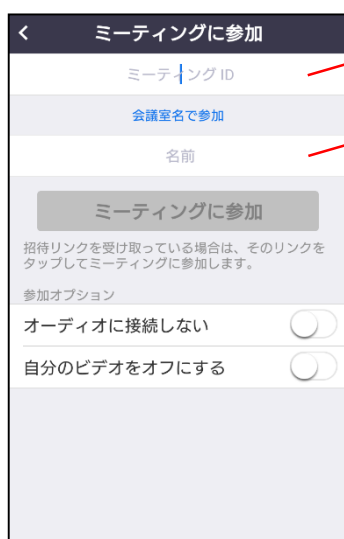 ミーティングに参加
ミーティング ID
会議室名で参加
名前
ミーティングに参加
招待リンクを受け取っている場合は、そのリンクを
タップしてミーティングに参加します。
参加オプション
オーディオに接続しない
自分のビデオをオフにする